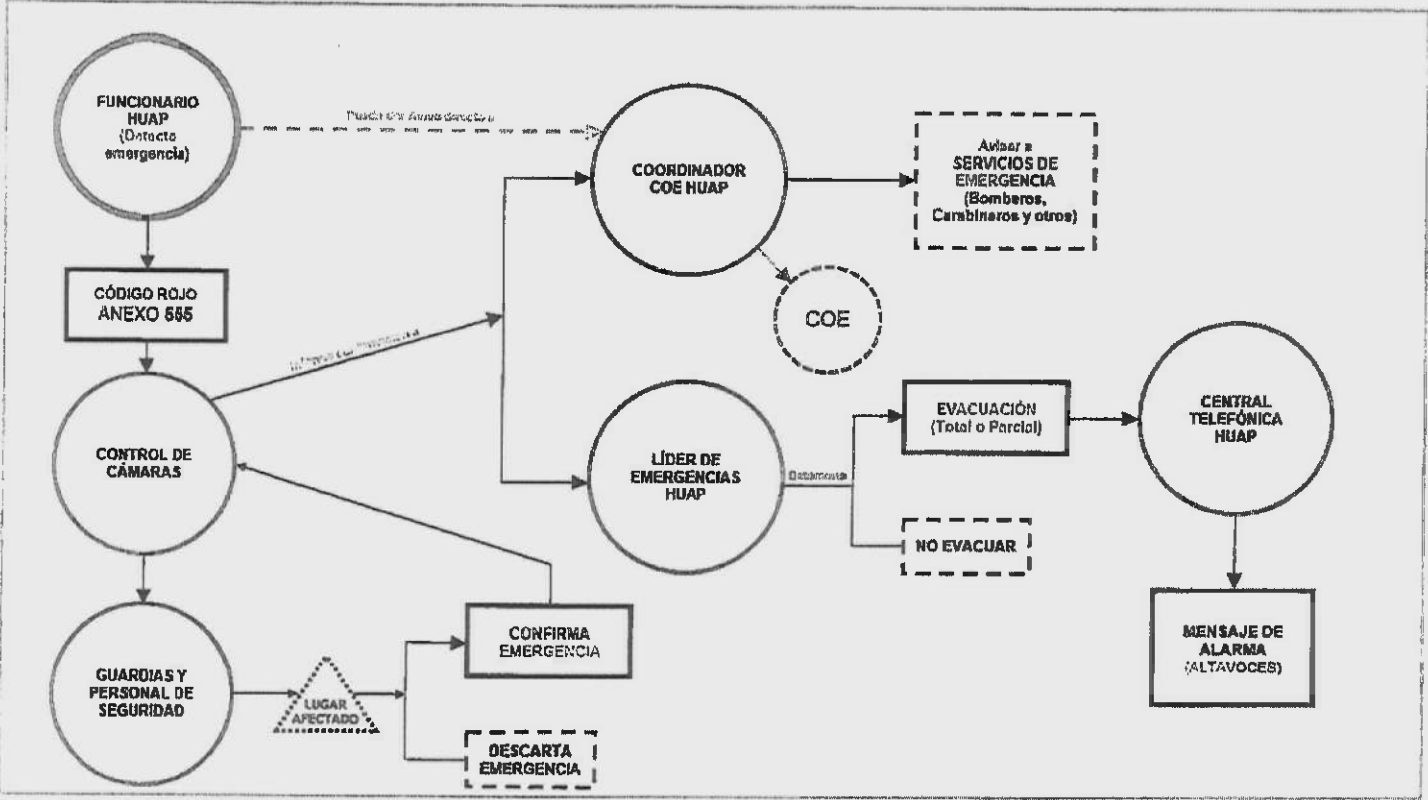 FUNCIONARIO
HUAP
(Detecta
emergencia)
COORDINADOR
COE HUAP
Avisar a
SERVICIOS DE
EMERGENCIA
(Bomberos,
Carabineros y otros)
CÓDIGO ROJO
ANEXO 555
COE
CONTROL DE
CÁMARAS
LÍDER DE
EMERGENCIAS
HUAP
Determina
EVACUACIÓN
(Total o Parcial)
CENTRAL
TELEFÓNICA
HUAP
NO EVACUAR
GUARDIAS Y
PERSONAL DE
SEGURIDAD
LUGAR
AFECTADO
CONFIRMA
EMERGENCIA
DESCARTA
EMERGENCIA
MENSAJE DE
ALARMA
(ALTAVOCES)